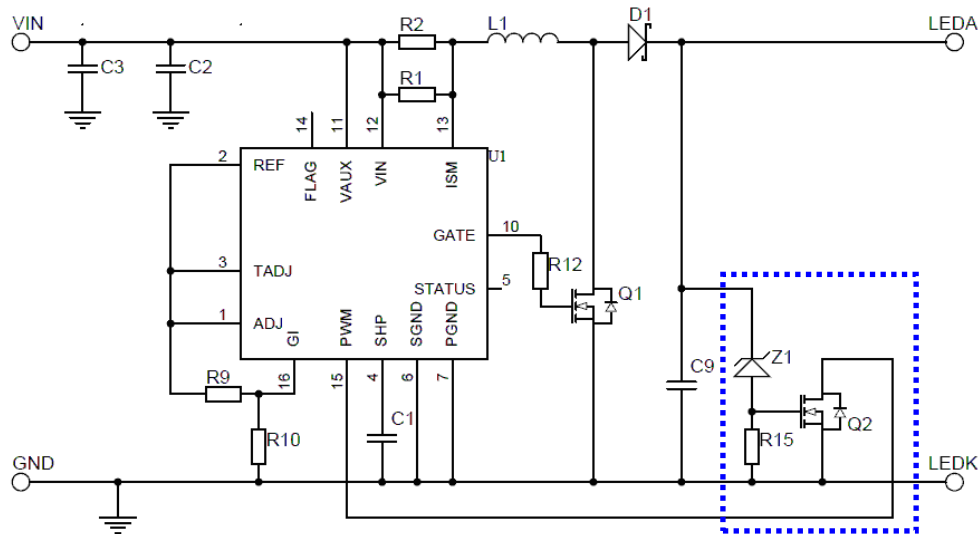 VIN
R2
L1
D1
LEDA
C3
C2
R1
14
11
12
13
U1
2
REF
FLAG
VAUX
VIN
ISM
GATE
10
R12
3
TADJ
STATUS
5
Q1
1
ADJ
GI
PWM
SHP
SGND
PGND
Z1
C9
R9
16
15
4
6
7
C1
R10
R15
Q2
GND
LEDK